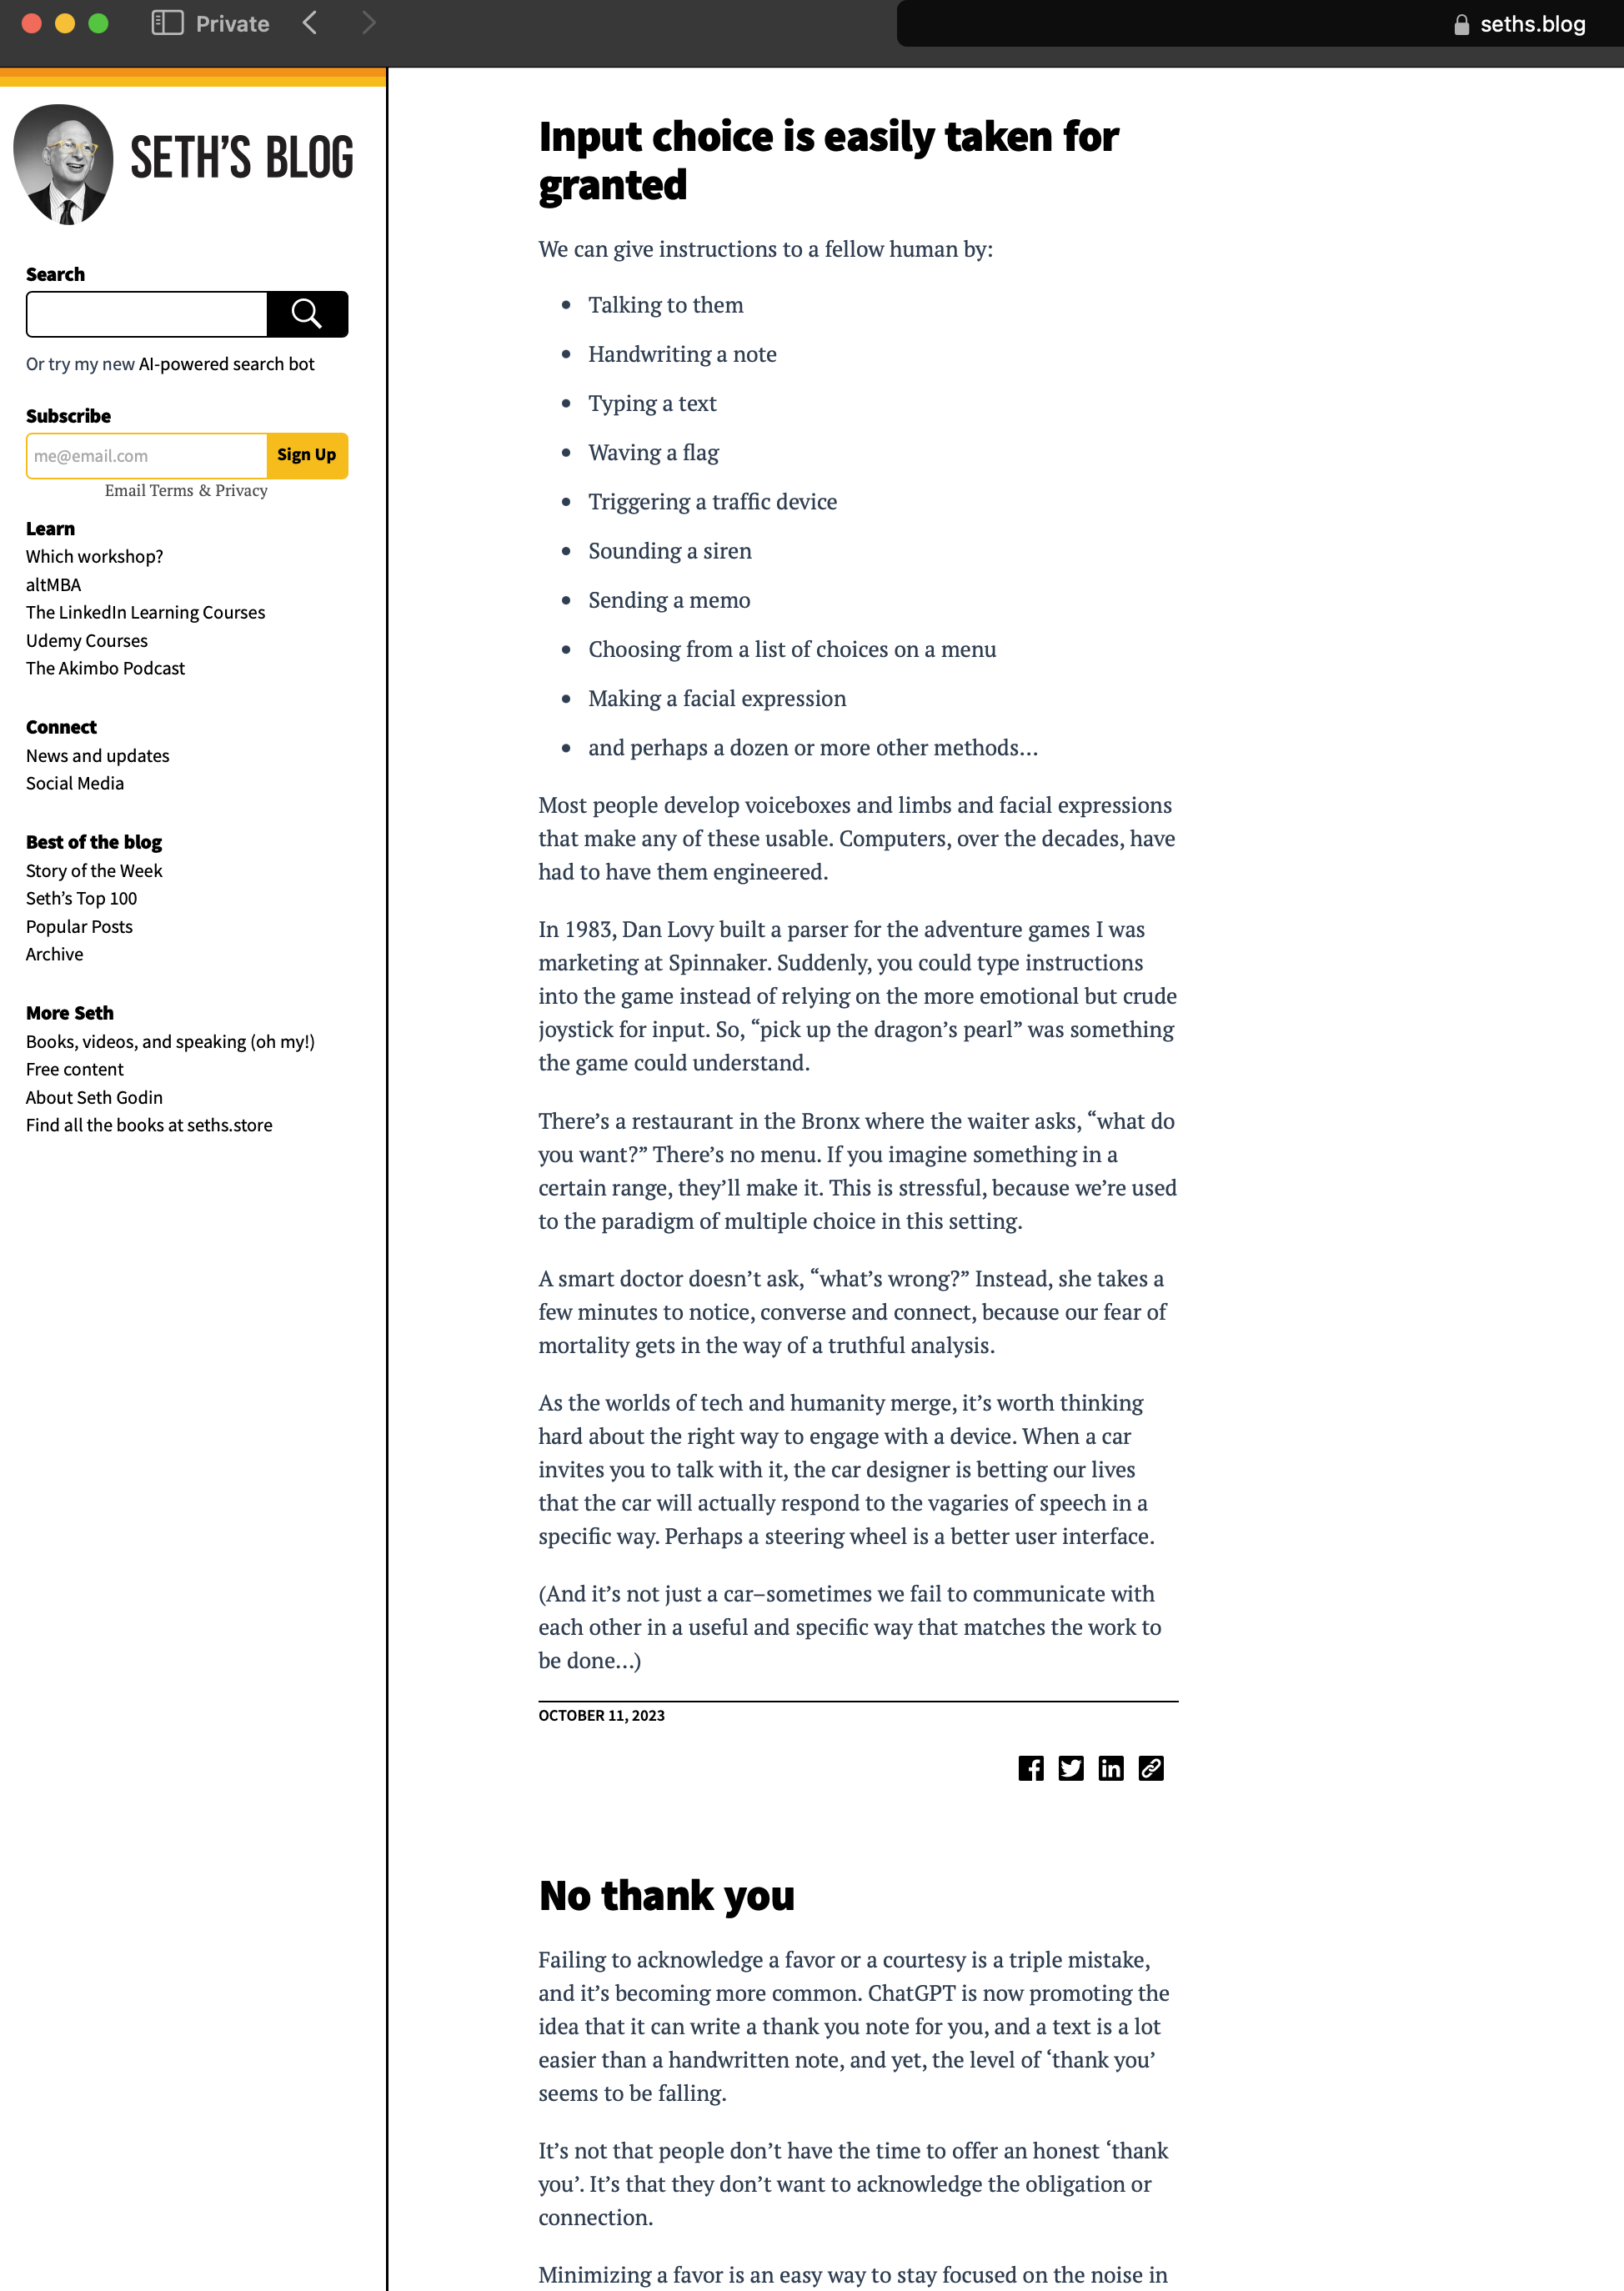 Private
seths.blog
SETH'S BLOG
Search
Or try my new AI-powered search bot
Subscribe
me@email.com
Sign Up
Email Terms & Privacy
Learn
Which workshop?
altMBA
The LinkedIn Learning Courses
Udemy Courses
The Akimbo Podcast
Connect
News and updates
Social Media
Best of the blog
Story of the Week
Seth’s Top 100
Popular Posts
Archive
More Seth
Books, videos, and speaking (oh my!)
Free content
About Seth Godin
Find all the books at seths.store
Input choice is easily taken for
granted
We can give instructions to a fellow human by:
• Talking to them
• Handwriting a note
• Typing a text
• Waving a flag
• Triggering a traffic device
• Sounding a siren
• Sending a memo
• Choosing from a list of choices on a menu
• Making a facial expression
• and perhaps a dozen or more other methods…
Most people develop voiceboxes and limbs and facial expressions
that make any of these usable. Computers, over the decades, have
had to have them engineered.
In 1983, Dan Lovy built a parser for the adventure games I was
marketing at Spinnaker. Suddenly, you could type instructions
into the game instead of relying on the more emotional but crude
joystick for input. So, “pick up the dragon’s pearl” was something
the game could understand.
There’s a restaurant in the Bronx where the waiter asks, “what do
you want?” There’s no menu. If you imagine something in a
certain range, they’ll make it. This is stressful, because we’re used
to the paradigm of multiple choice in this setting.
A smart doctor doesn’t ask, “what’s wrong?” Instead, she takes a
few minutes to notice, converse and connect, because our fear of
mortality gets in the way of a truthful analysis.
As the worlds of tech and humanity merge, it’s worth thinking
hard about the right way to engage with a device. When a car
invites you to talk with it, the car designer is betting our lives
that the car will actually respond to the vagaries of speech in a
specific way. Perhaps a steering wheel is a better user interface.
(And it’s not just a car–sometimes we fail to communicate with
each other in a useful and specific way that matches the work to
be done…)
OCTOBER 11, 2023
No thank you
Failing to acknowledge a favor or a courtesy is a triple mistake,
and it’s becoming more common. ChatGPT is now promoting the
idea that it can write a thank you note for you, and a text is a lot
easier than a handwritten note, and yet, the level of ‘thank you’
seems to be falling.
It’s not that people don’t have the time to offer an honest ‘thank
you’. It’s that they don’t want to acknowledge the obligation or
connection.
Minimizing a favor is an easy way to stay focused on the noise in